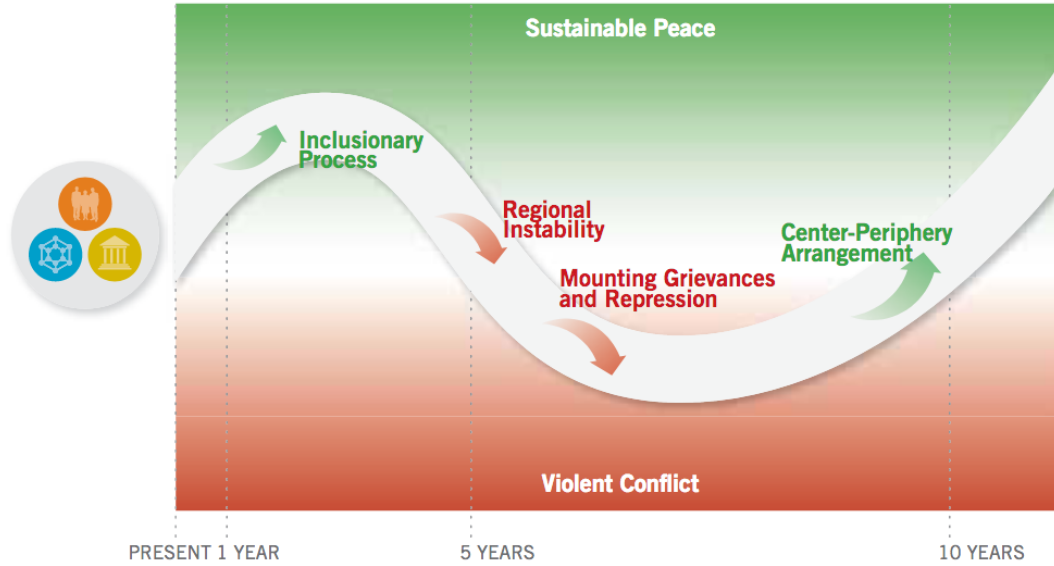 Sustainable Peace
Inclusionary
Process
Regional
Instability
Center-Periphery
Arrangement
Mounting Grievances
and Repression
Violent Conflict
PRESENT 1 YEAR
5 YEARS
10 YEARS